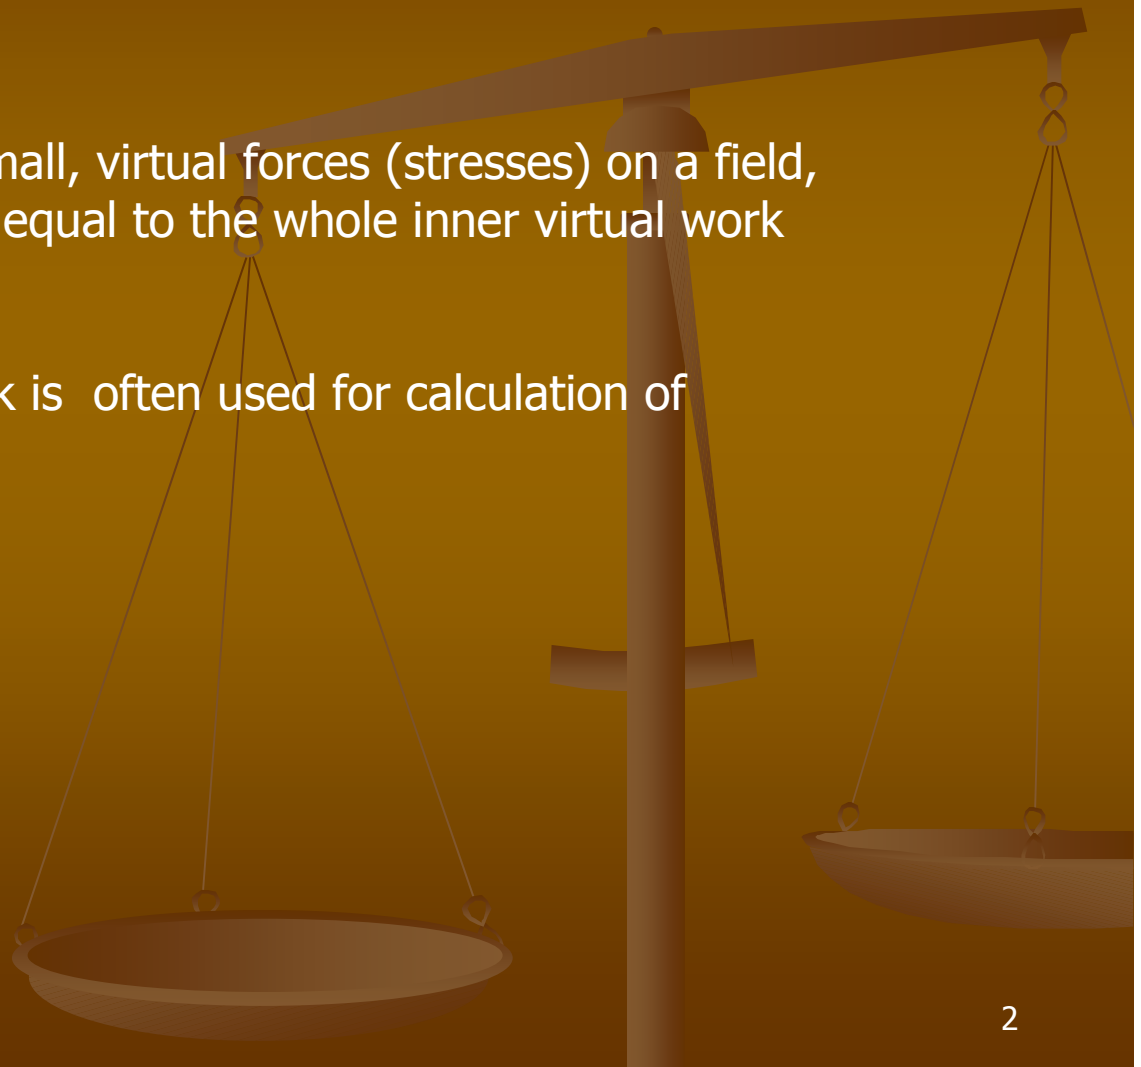 mall, virtual forces (stresses) on a field,
equal to the whole inner virtual work
k is  often used for calculation of
2